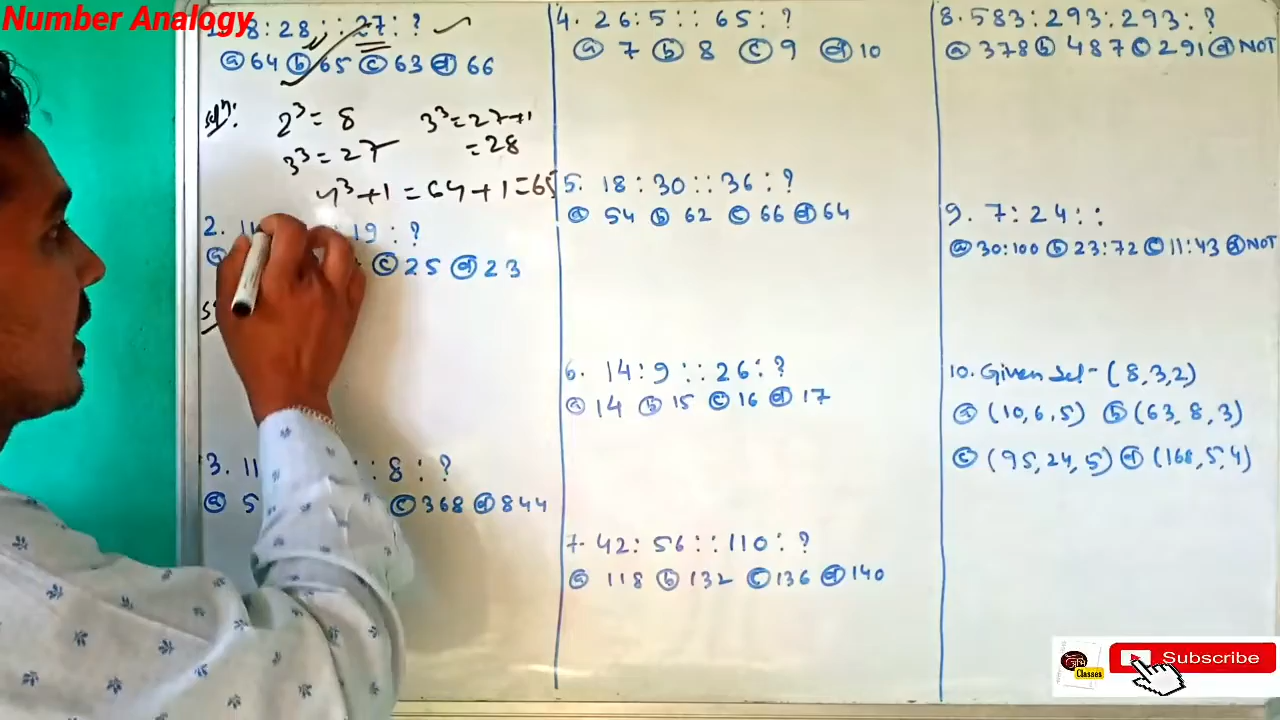 Number Analogy
8:28::27:?
ⓐ 64 ⓑ 65 ⓒ 63 ⓓ 66
Solⁿ:
2³ = 8
3³ = 27+1
= 28
3³ = 27
4³ + 1 = 64 + 1 = 65
2. 11 19:?
ⓐ ⓒ 25 ⓓ 23
3. 11 :: 8:?
ⓐ 5 ⓒ 368 ⓓ 844
4. 26:5:: 65:?
ⓐ 7 ⓑ 8 ⓒ 9 ⓓ 10
5. 18:30::36:?
ⓐ 54 ⓑ 62 ⓒ 66 ⓓ 64
6. 14:9::26:?
ⓐ 14 ⓑ 15 ⓒ 16 ⓓ 17
7. 42:56::110:?
ⓐ 118 ⓑ 132 ⓒ 136 ⓓ 140
8. 583:293:293:?
ⓐ 378 ⓑ 487 ⓒ 291 ⓓ NOT
9. 7:24::
ⓐ 30:100 ⓑ 23:72 ⓒ 11:43 ⓓ NOT
10. Given Set - (8,3,2)
ⓐ (10,6,5) ⓑ (63,8,3)
ⓒ (95,24,5) ⓓ (168,5,4)
Classes
Subscribe